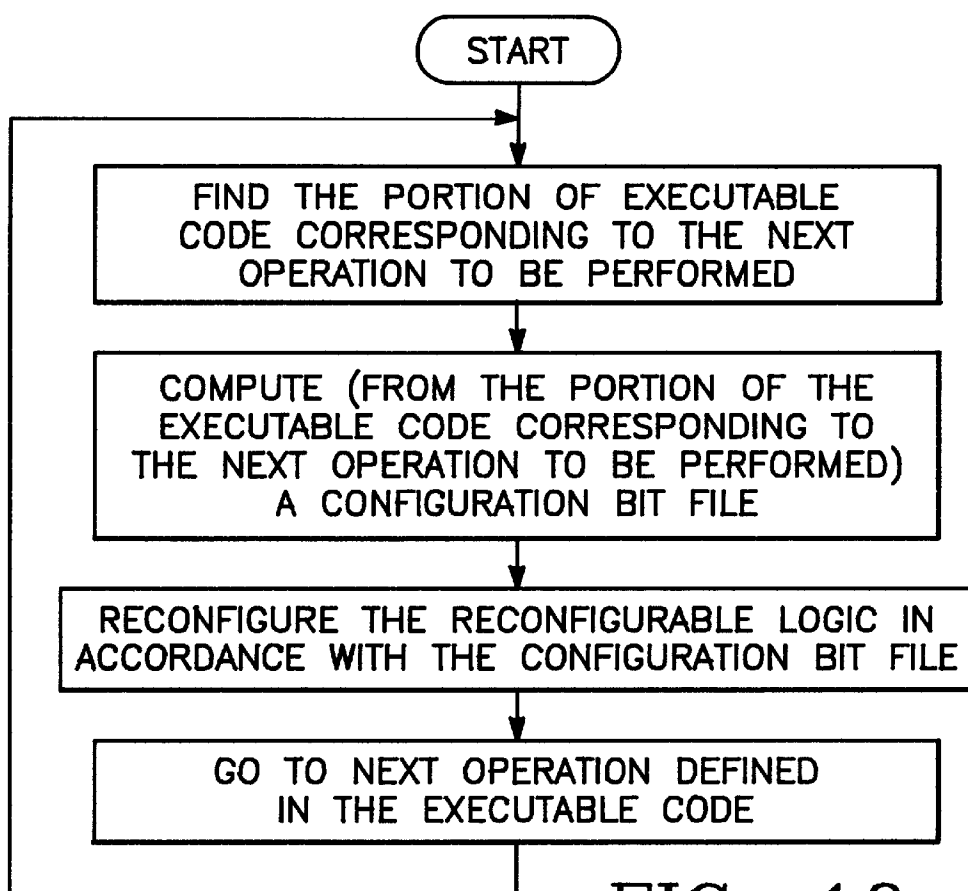 START
FIND THE PORTION OF EXECUTABLE
CODE CORRESPONDING TO THE NEXT
OPERATION TO BE PERFORMED
COMPUTE (FROM THE PORTION OF THE
EXECUTABLE CODE CORRESPONDING TO
THE NEXT OPERATION TO BE PERFORMED)
A CONFIGURATION BIT FILE
RECONFIGURE THE RECONFIGURABLE LOGIC IN
ACCORDANCE WITH THE CONFIGURATION BIT FILE
GO TO NEXT OPERATION DEFINED
IN THE EXECUTABLE CODE
FIG.